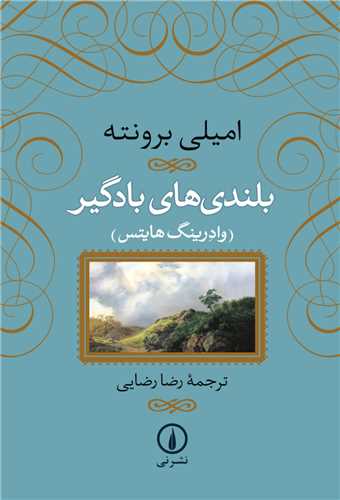 امیلی برونته
بلندی‌های بادگیر
(وادرینگ هایتس)
ترجمهٔ رضا رضایی
نشرنی